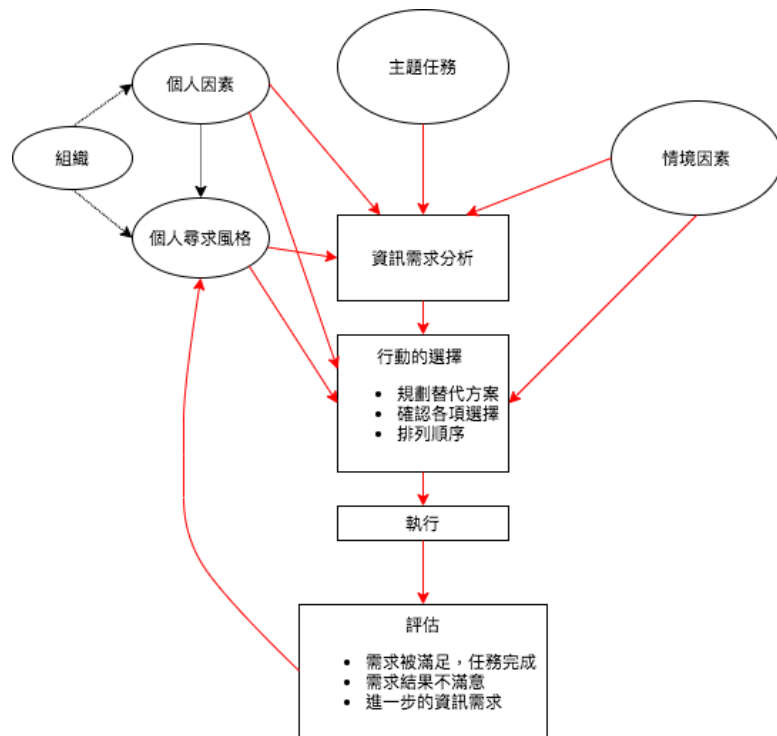 主題任務
個人因素
組織
情境因素
個人尋求風格
資訊需求分析
行動的選擇
• 規劃替代方案
• 確認各項選擇
• 排列順序
執行
評估
• 需求被滿足，任務完成
• 需求結果不滿意
• 進一步的資訊需求